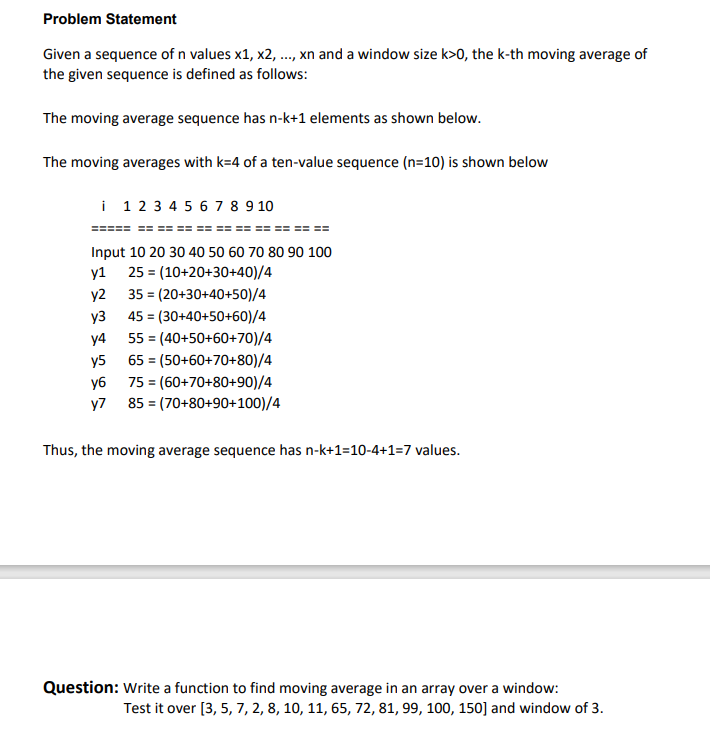 Problem Statement
Given a sequence of n values x1, x2, ..., xn and a window size k>0, the k-th moving average of
the given sequence is defined as follows:
The moving average sequence has n-k+1 elements as shown below.
The moving averages with k=4 of a ten-value sequence (n=10) is shown below
i 1 2 3 4 5 6 7 8 9 10
===== == == == == == == == == == ==
Input 10 20 30 40 50 60 70 80 90 100
y1 25 = (10+20+30+40)/4
y2 35 = (20+30+40+50)/4
y3 45 = (30+40+50+60)/4
y4 55 = (40+50+60+70)/4
y5 65 = (50+60+70+80)/4
y6 75 = (60+70+80+90)/4
y7 85 = (70+80+90+100)/4
Thus, the moving average sequence has n-k+1=10-4+1=7 values.
Question: Write a function to find moving average in an array over a window:
Test it over [3, 5, 7, 2, 8, 10, 11, 65, 72, 81, 99, 100, 150] and window of 3.